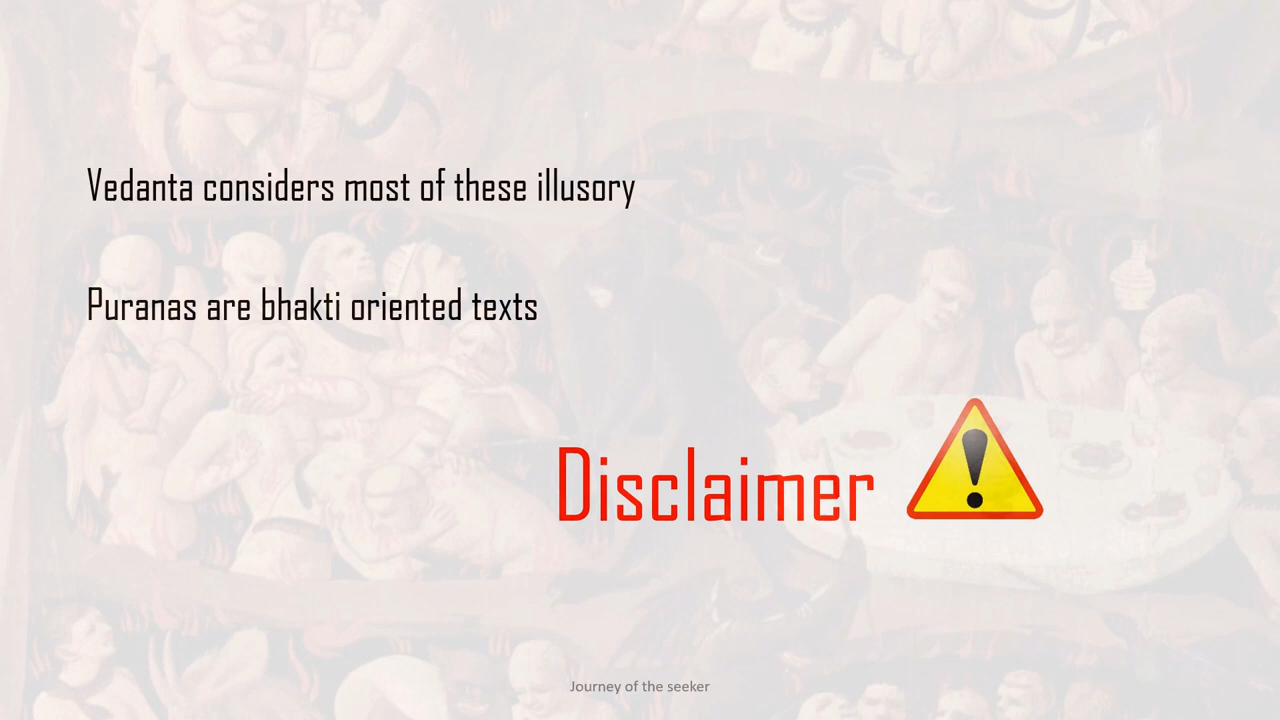 Vedanta considers most of these illusory
Puranas are bhakti oriented texts
Disclaimer
Journey of the seeker